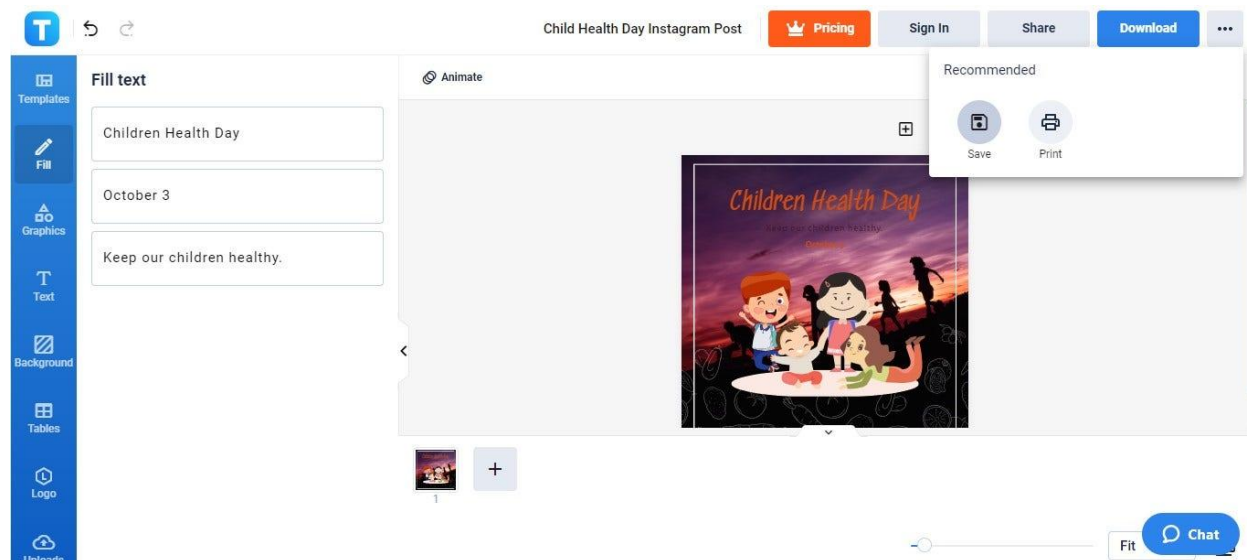 T
Child Health Day Instagram Post
Pricing
Sign In
Share
Download
Templates
Fill
Graphics
Text
Background
Tables
Logo
Uploads
Fill text
Children Health Day
October 3
Keep our children healthy.
Animate
Recommended
Save
Print
Children Health Day
Keep our children healthy.
1
Fit
Chat